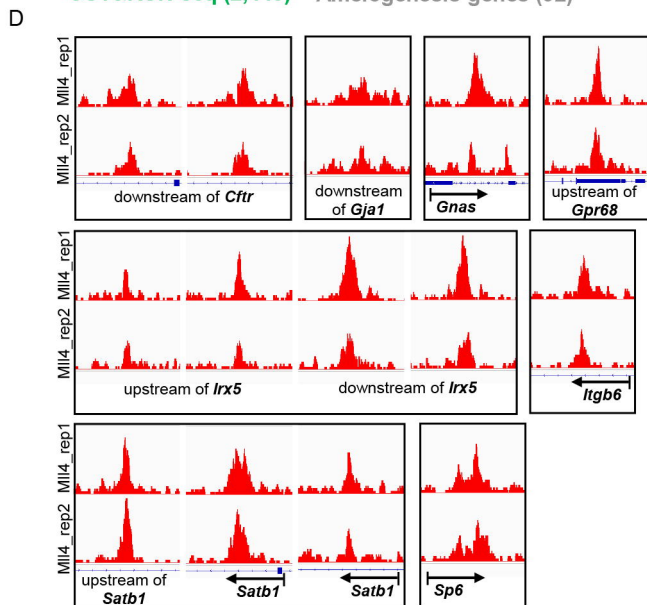 D
Mll4_rep1
Mll4_rep2
downstream of Cftr
downstream
of Gja1
Gnas
upstream of
Gpr68
Mll4_rep1
Mll4_rep2
upstream of Irx5
downstream of Irx5
Itgb6
Mll4_rep1
Mll4_rep2
upstream of
Satb1
Satb1
Satb1
Sp6